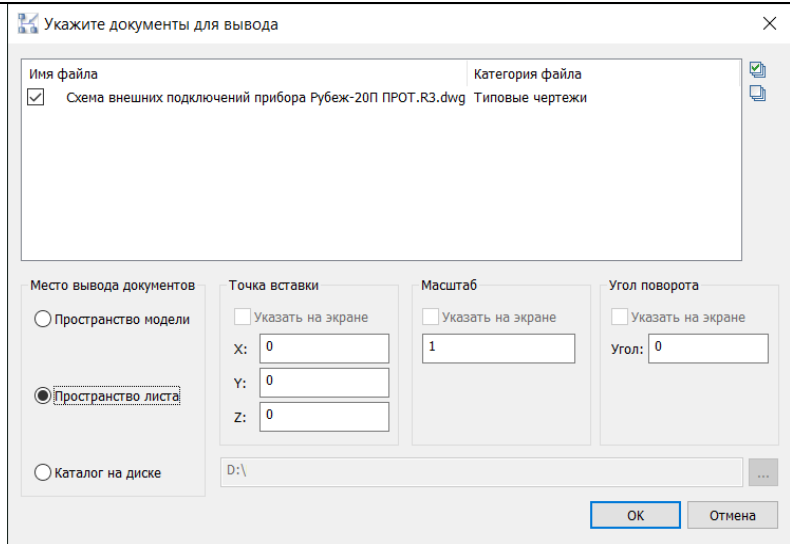 Укажите документы для вывода
Имя файла Категория файла
Схема внешних подключений прибора Рубеж-20П ПРОТ.R3.dwg Типовые чертежи
Место вывода документов Точка вставки Масштаб Угол поворота
Пространство модели Указать на экране Указать на экране Указать на экране
X: 0 1 Угол: 0
Y: 0
Пространство листа
Z: 0
Каталог на диске D:\ ...
ОК Отмена